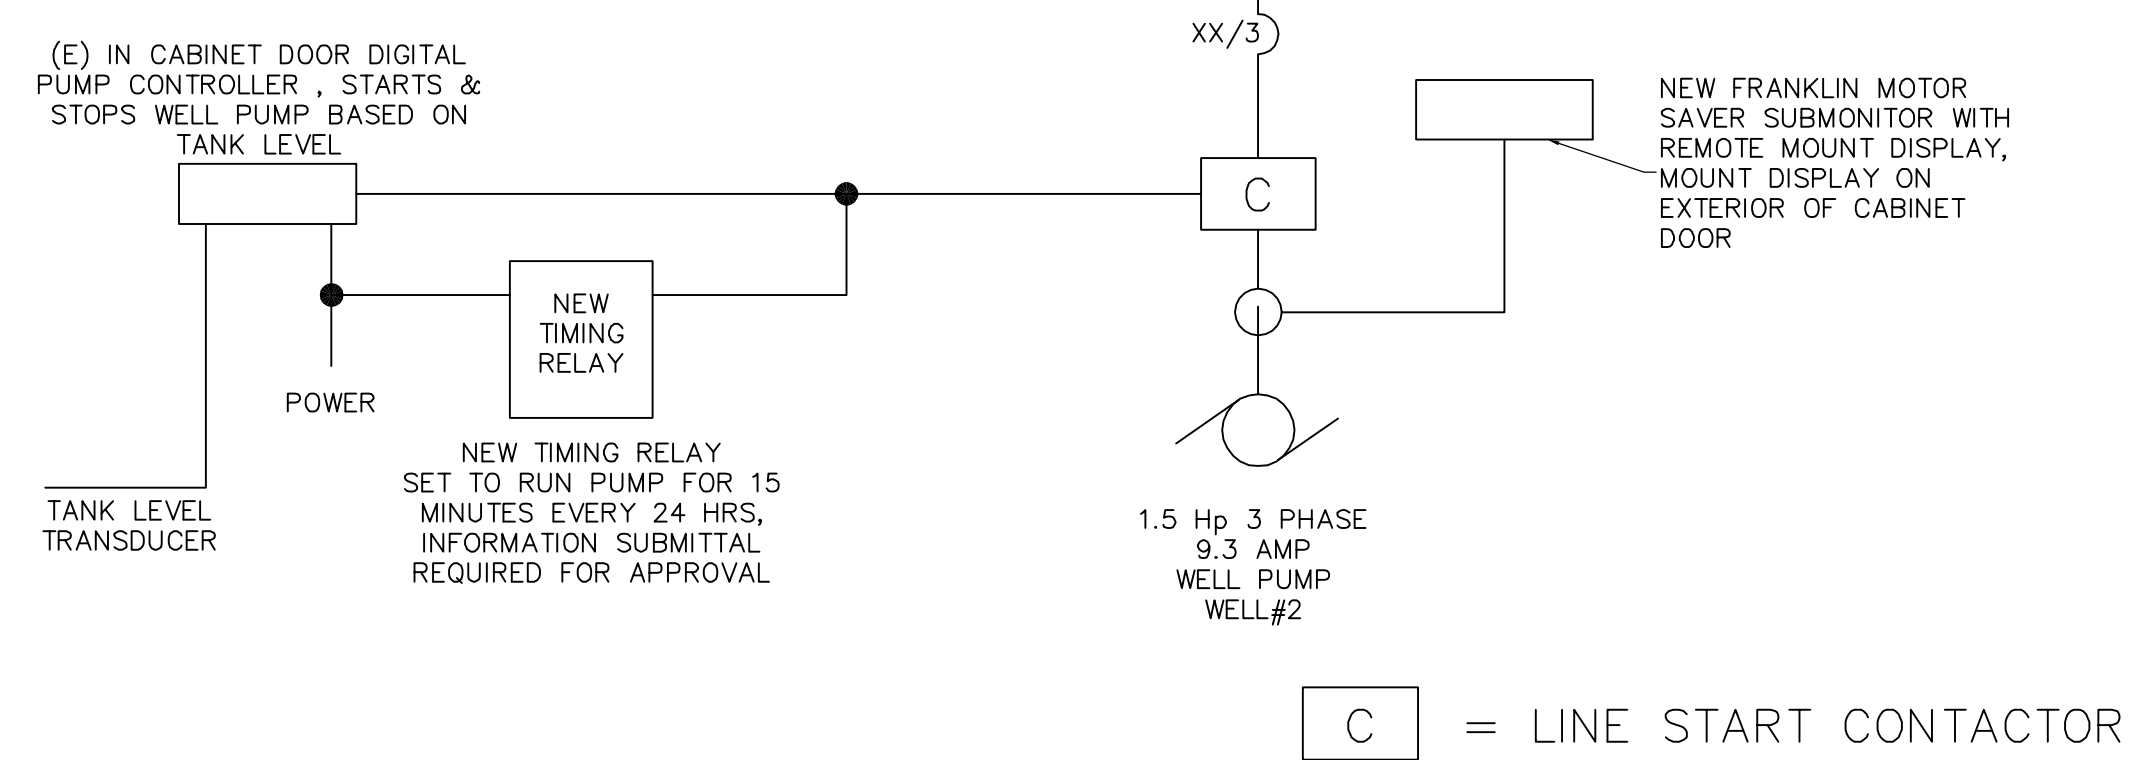 (E) IN CABINET DOOR DIGITAL
PUMP CONTROLLER , STARTS &
STOPS WELL PUMP BASED ON
TANK LEVEL
XX/3
C
NEW FRANKLIN MOTOR
SAVER SUBMONITOR WITH
REMOTE MOUNT DISPLAY,
MOUNT DISPLAY ON
EXTERIOR OF CABINET
DOOR
NEW
TIMING
RELAY
POWER
NEW TIMING RELAY
SET TO RUN PUMP FOR 15
MINUTES EVERY 24 HRS,
INFORMATION SUBMITTAL
REQUIRED FOR APPROVAL
TANK LEVEL
TRANSDUCER
1.5 Hp 3 PHASE
9.3 AMP
WELL PUMP
WELL#2
C = LINE START CONTACTOR